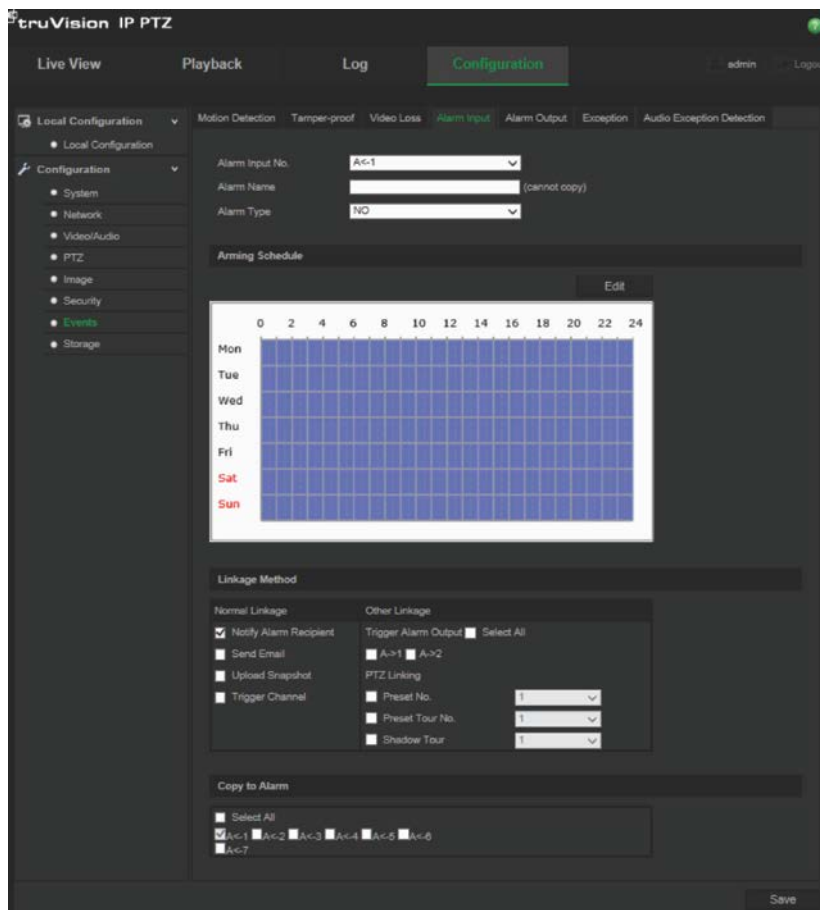 truVision IP PTZ
Live View Playback Log Configuration admin Logou
Local Configuration
Local Configuration
Configuration
System
Network
Video/Audio
PTZ
Image
Security
Events
Storage
Motion Detection Tamper-proof Video Loss Alarm Input Alarm Output Exception Audio Exception Detection
Alarm Input No. A<-1
Alarm Name (cannot copy)
Alarm Type NO
Arming Schedule
Edit
0 2 4 6 8 10 12 14 16 18 20 22 24
Mon
Tue
Wed
Thu
Fri
Sat
Sun
Linkage Method
Normal Linkage Other Linkage
Notify Alarm Recipient Trigger Alarm Output Select All
Send Email A->1 A->2
Upload Snapshot PTZ Linking
Trigger Channel Preset No. 1
Preset Tour No. 1
Shadow Tour 1
Copy to Alarm
Select All
A<-1 A<-2 A<-3 A<-4 A<-5 A<-6
A<-7
Save